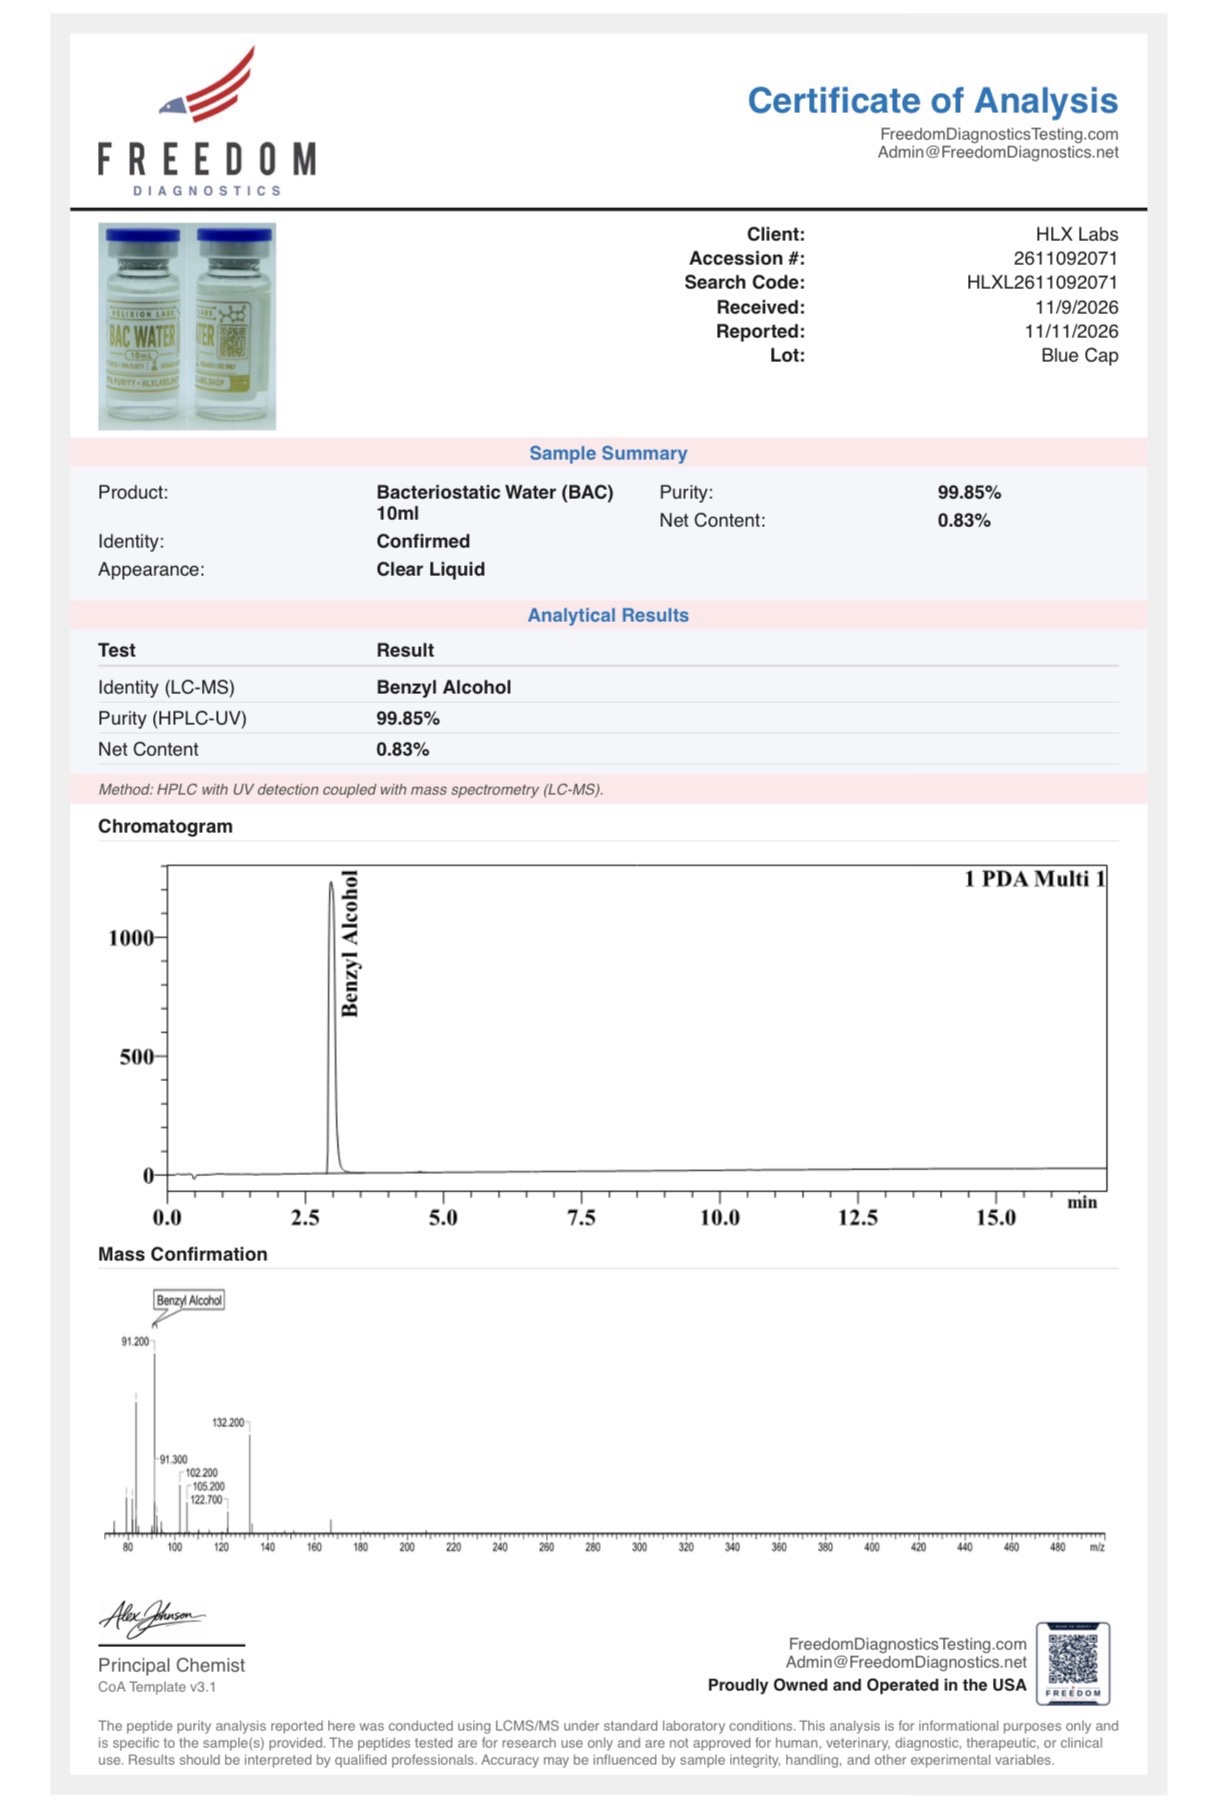 FREEDOM
DIAGNOSTICS
Certificate of Analysis
FreedomDiagnosticsTesting.com
Admin@FreedomDiagnostics.net
BAC WATER
10mL
Client: HLX Labs
Accession #: 2611092071
Search Code: HLXL2611092071
Received: 11/9/2026
Reported: 11/11/2026
Lot: Blue Cap
Sample Summary
Product: Bacteriostatic Water (BAC) 10ml
Identity: Confirmed
Appearance: Clear Liquid
Purity: 99.85%
Net Content: 0.83%
Analytical Results
Test Result
Identity (LC-MS) Benzyl Alcohol
Purity (HPLC-UV) 99.85%
Net Content 0.83%
Method: HPLC with UV detection coupled with mass spectrometry (LC-MS).
Chromatogram
1 PDA Multi 1
Benzyl Alcohol
1000
500
0
0.0 2.5 5.0 7.5 10.0 12.5 15.0 min
Mass Confirmation
Benzyl Alcohol
91.200
132.200
91.300
102.200
105.200
122.700
80 100 120 140 160 180 200 220 240 260 280 300 320 340 360 380 400 420 440 460 480 m/z
Alex Johnson
Principal Chemist
CoA Template v3.1
FreedomDiagnosticsTesting.com
Admin@FreedomDiagnostics.net
Proudly Owned and Operated in the USA
FREEDOM
The peptide purity analysis reported here was conducted using LCMS/MS under standard laboratory conditions. This analysis is for informational purposes only and
is specific to the sample(s) provided. The peptides tested are for research use only and are not approved for human, veterinary, diagnostic, therapeutic, or clinical
use. Results should be interpreted by qualified professionals. Accuracy may be influenced by sample integrity, handling, and other experimental variables.